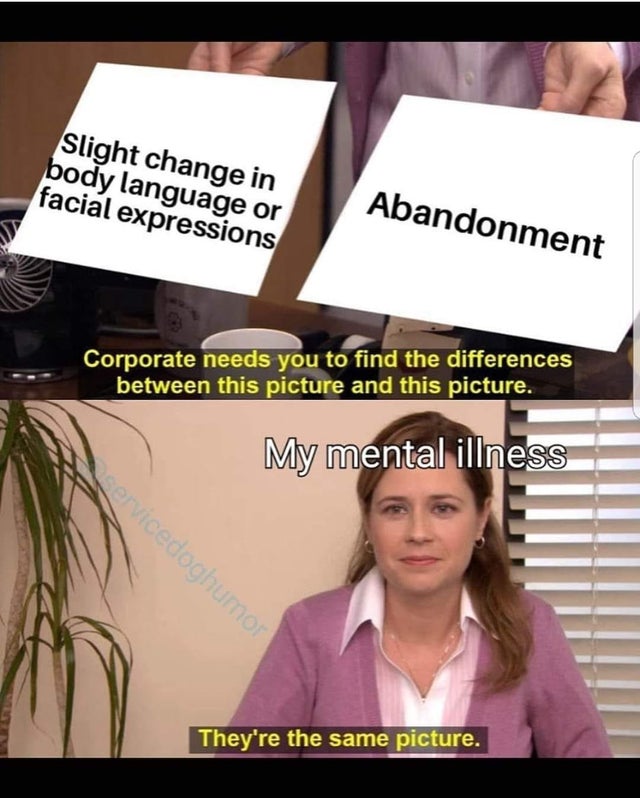 Slight change in
body language or
facial expressions
Abandonment
Corporate needs you to find the differences
between this picture and this picture.
My mental illness
@servicedoghumor
They're the same picture.